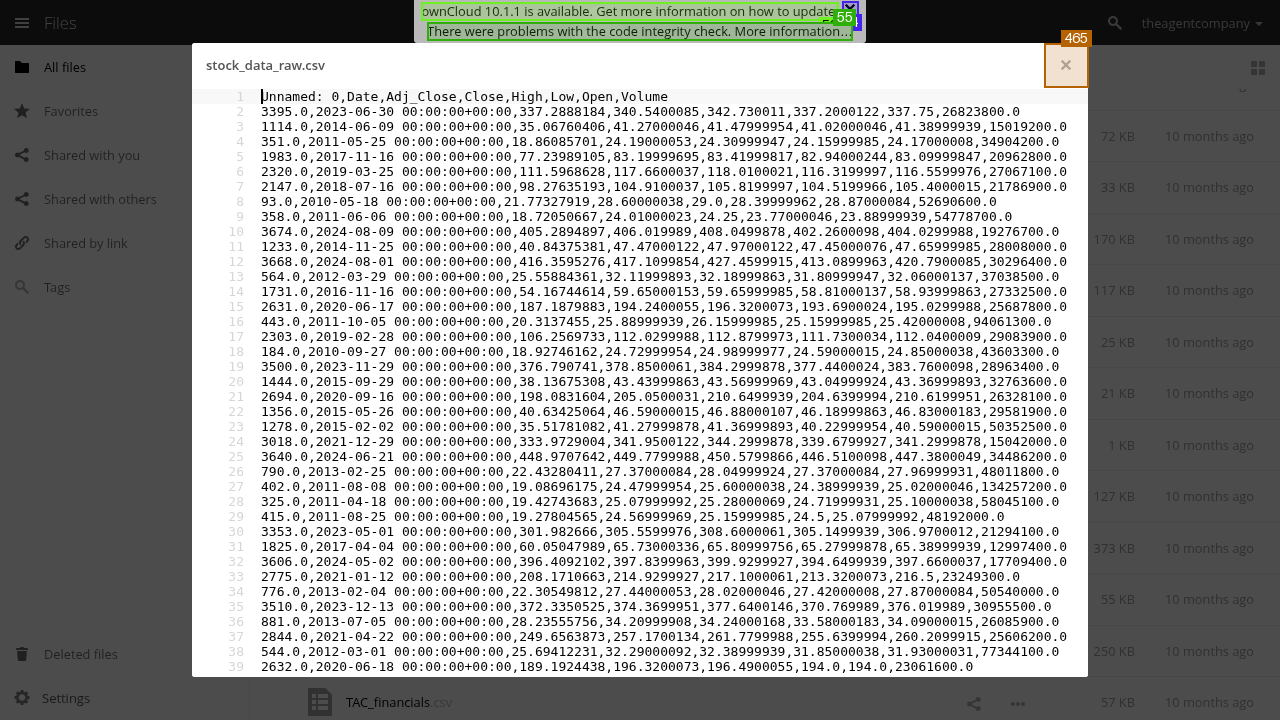 ownCloud 10.1.1 is available. Get more information on how to update.
55
There were problems with the code integrity check. More information…
Files
theagentcompany
465
All files
Favorites
Shared with you
Shared with others
Shared by link
Tags
Deleted files
Settings
stock_data_raw.csv
×
1 Unnamed: 0,Date,Adj_Close,Close,High,Low,Open,Volume
2 3395.0,2023-06-30 00:00:00+00:00,337.2888184,340.5400085,342.730011,337.2000122,337.75,26823800.0
3 1114.0,2014-06-09 00:00:00+00:00,35.06760406,41.27000046,41.47999954,41.02000046,41.38999939,15019200.0
4 351.0,2011-05-25 00:00:00+00:00,18.86085701,24.19000053,24.30999947,24.15999985,24.17000008,34904200.0
5 1983.0,2017-11-16 00:00:00+00:00,77.23989105,83.19999695,83.41999817,82.94000244,83.09999847,20962800.0
6 2320.0,2019-03-25 00:00:00+00:00,111.5968628,117.6600037,118.0100021,116.3199997,116.5599976,27067100.0
7 2147.0,2018-07-16 00:00:00+00:00,98.27635193,104.9100037,105.8199997,104.5199966,105.4000015,21786900.0
8 93.0,2010-05-18 00:00:00+00:00,21.77327919,28.60000038,29.0,28.39999962,28.87000084,52690600.0
9 358.0,2011-06-06 00:00:00+00:00,18.72050667,24.01000023,24.25,23.77000046,23.88999939,54778700.0
10 3674.0,2024-08-09 00:00:00+00:00,405.2894897,406.019989,408.0499878,402.2600098,404.0299988,19276700.0
11 1233.0,2014-11-25 00:00:00+00:00,40.84375381,47.47000122,47.97000122,47.45000076,47.65999985,28008000.0
12 3668.0,2024-08-01 00:00:00+00:00,416.3595276,417.1099854,427.4599915,413.0899963,420.7900085,30296400.0
13 564.0,2012-03-29 00:00:00+00:00,25.55884361,32.11999893,32.18999863,31.80999947,32.06000137,37038500.0
14 1731.0,2016-11-16 00:00:00+00:00,54.16744614,59.65000153,59.65999985,58.81000137,58.93999863,27332500.0
15 2631.0,2020-06-17 00:00:00+00:00,187.1879883,194.2400055,196.3200073,193.6900024,195.0299988,25687800.0
16 443.0,2011-10-05 00:00:00+00:00,20.3137455,25.88999939,26.15999985,25.15999985,25.42000008,94061300.0
17 2303.0,2019-02-28 00:00:00+00:00,106.2569733,112.0299988,112.8799973,111.7300034,112.0400009,29083900.0
18 184.0,2010-09-27 00:00:00+00:00,18.92746162,24.72999954,24.98999977,24.59000015,24.85000038,43603300.0
19 3500.0,2023-11-29 00:00:00+00:00,376.790741,378.8500061,384.2999878,377.4400024,383.7600098,28963400.0
20 1444.0,2015-09-29 00:00:00+00:00,38.13675308,43.43999863,43.56999969,43.04999924,43.36999893,32763600.0
21 2694.0,2020-09-16 00:00:00+00:00,198.0831604,205.0500031,210.6499939,204.6399994,210.6199951,26328100.0
22 1356.0,2015-05-26 00:00:00+00:00,40.63425064,46.59000015,46.88000107,46.18999863,46.83000183,29581900.0
23 1278.0,2015-02-02 00:00:00+00:00,35.51781082,41.27999878,41.36999893,40.22999954,40.59000015,50352500.0
24 3018.0,2021-12-29 00:00:00+00:00,333.9729004,341.9500122,344.2999878,339.6799927,341.2999878,15042000.0
25 3640.0,2024-06-21 00:00:00+00:00,448.9707642,449.7799988,450.5799866,446.5100098,447.3800049,34486200.0
26 790.0,2013-02-25 00:00:00+00:00,22.43280411,27.37000084,28.04999924,27.37000084,27.96999931,48011800.0
27 402.0,2011-08-08 00:00:00+00:00,19.08696175,24.47999954,25.60000038,24.38999939,25.02000046,134257200.0
28 325.0,2011-04-18 00:00:00+00:00,19.42743683,25.07999992,25.28000069,24.71999931,25.10000038,58045100.0
29 415.0,2011-08-25 00:00:00+00:00,19.27804565,24.56999969,25.15999985,24.5,25.07999992,48192000.0
30 3353.0,2023-05-01 00:00:00+00:00,301.982666,305.5599976,308.6000061,305.1499939,306.9700012,21294100.0
31 1825.0,2017-04-04 00:00:00+00:00,60.05047989,65.73000336,65.80999756,65.27999878,65.38999939,12997400.0
32 3606.0,2024-05-02 00:00:00+00:00,396.4092102,397.8399963,399.9299927,394.6499939,397.6600037,17709400.0
33 2775.0,2021-01-12 00:00:00+00:00,208.1710663,214.9299927,217.1000061,213.3200073,216.5,23249300.0
34 776.0,2013-02-04 00:00:00+00:00,22.30549812,27.44000053,28.02000046,27.42000008,27.87000084,50540000.0
35 3510.0,2023-12-13 00:00:00+00:00,372.3350525,374.3699951,377.6400146,370.769989,376.019989,30955500.0
36 881.0,2013-07-05 00:00:00+00:00,28.23555756,34.20999908,34.24000168,33.58000183,34.09000015,26085900.0
37 2844.0,2021-04-22 00:00:00+00:00,249.6563873,257.1700134,261.7799988,255.6399994,260.2099915,25606200.0
38 544.0,2012-03-01 00:00:00+00:00,25.69412231,32.29000092,32.38999939,31.85000038,31.93000031,77344100.0
39 2632.0,2020-06-18 00:00:00+00:00,189.1924438,196.3200073,196.4900055,194.0,194.0,23061600.0
72 KB 10 months ago
33 KB 10 months ago
170 KB 10 months ago
117 KB 10 months ago
25 KB 10 months ago
21 KB 10 months ago
1 KB 10 months ago
127 KB 10 months ago
373 KB 10 months ago
55 KB 10 months ago
250 KB 10 months ago
TAC_financials.csv 57 KB 10 months ago